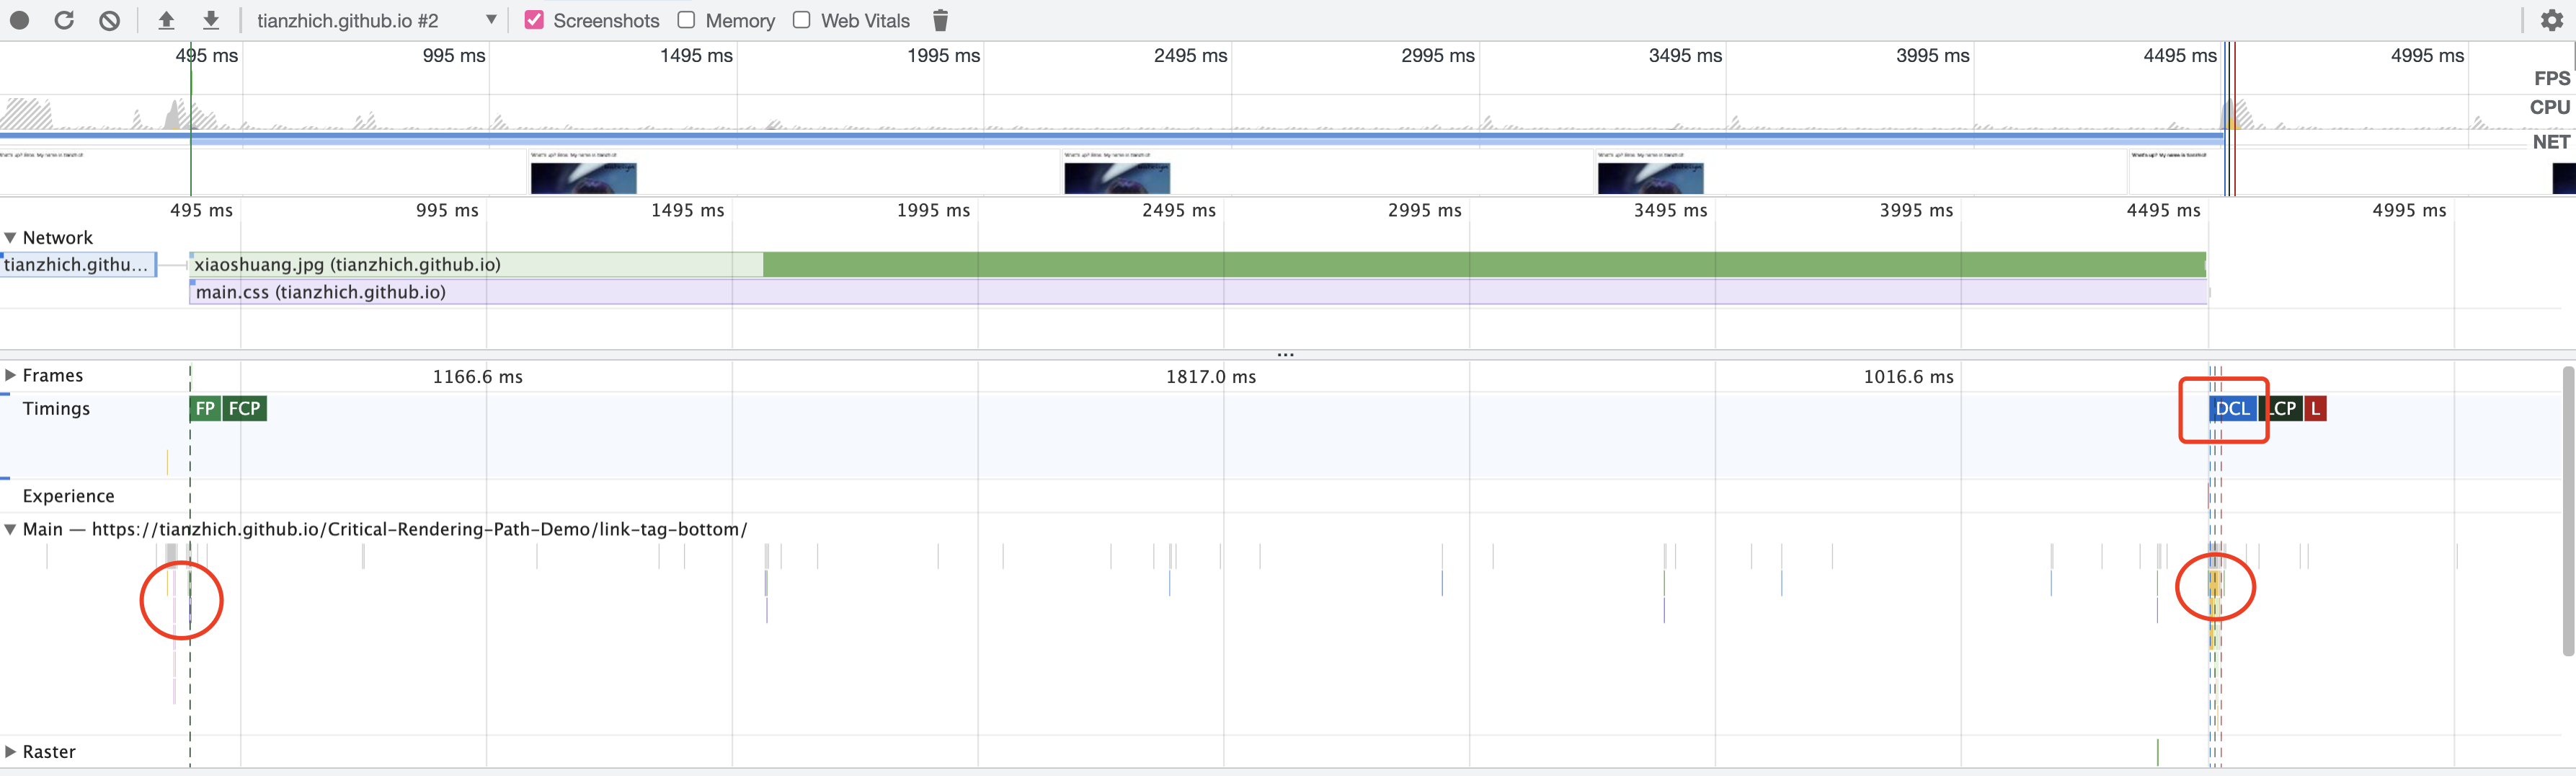 tianzhich.github.io #2 Screenshots Memory Web Vitals
495 ms 995 ms 1495 ms 1995 ms 2495 ms 2995 ms 3495 ms 3995 ms 4495 ms 4995 ms
FPS
CPU
NET
495 ms 995 ms 1495 ms 1995 ms 2495 ms 2995 ms 3495 ms 3995 ms 4495 ms 4995 ms
Network
tianzhich.githu... xiaoshuang.jpg (tianzhich.github.io)
main.css (tianzhich.github.io)
...
Frames 1166.6 ms 1817.0 ms 1016.6 ms
Timings FP FCP DCL LCP L
Experience
Main — https://tianzhich.github.io/Critical-Rendering-Path-Demo/link-tag-bottom/
Raster